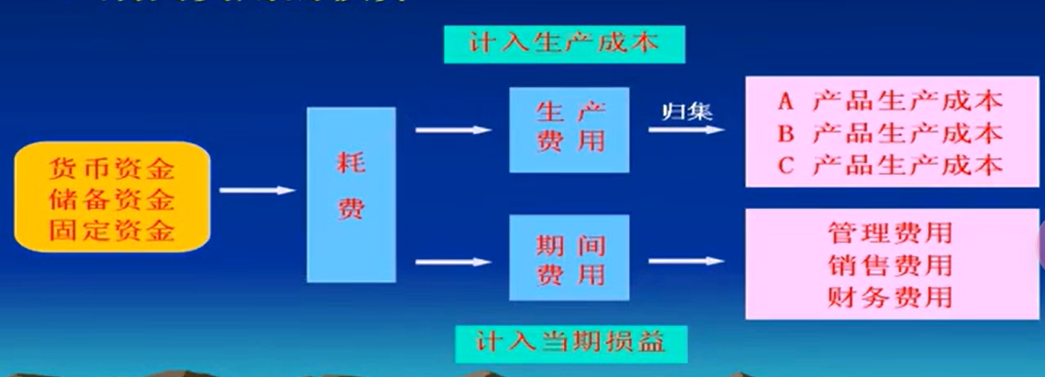 计入生产成本
货币资金
储备资金
固定资金
耗
费
生产
费用
归集
A 产品生产成本
B 产品生产成本
C 产品生产成本
期间
费用
管理费用
销售费用
财务费用
计入当期损益